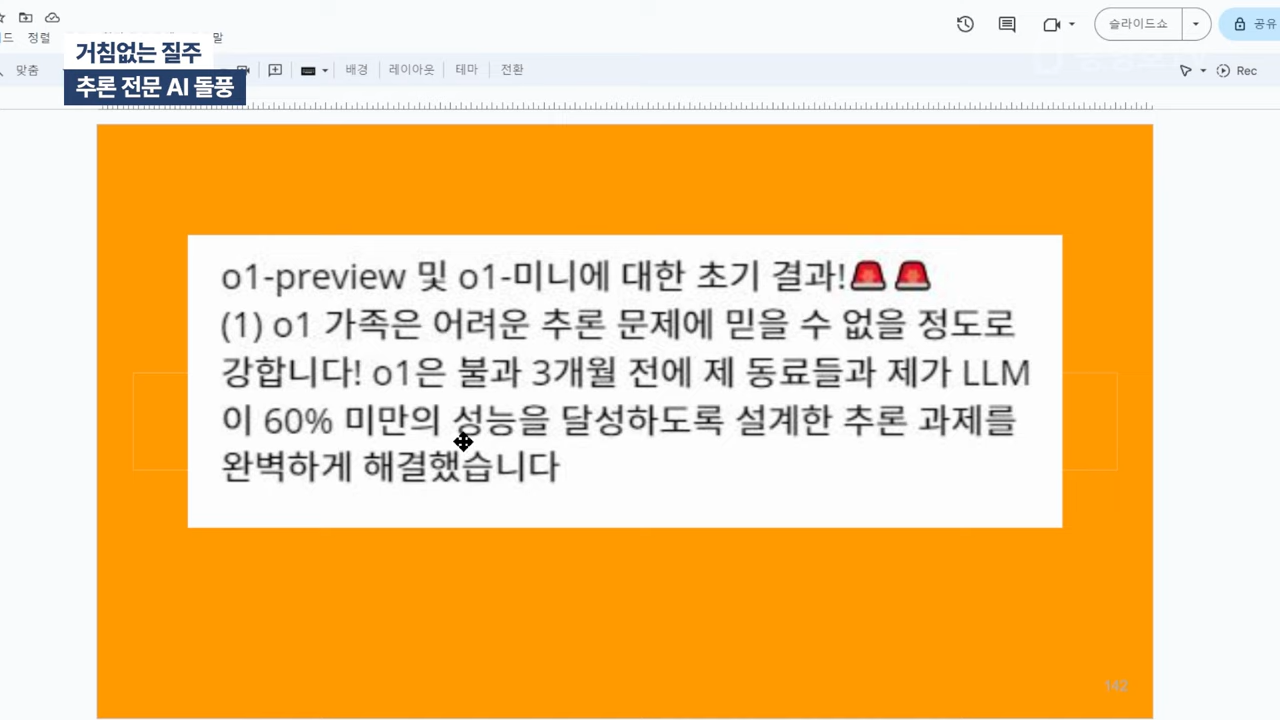 정렬
말
거침없는 질주
추론 전문 AI 돌풍
슬라이드쇼
공유
맞춤
배경
레이아웃
테마
전환
Rec
o1-preview 및 o1-미니에 대한 초기 결과!🚨🚨
(1) o1 가족은 어려운 추론 문제에 믿을 수 없을 정도로
강합니다! o1은 불과 3개월 전에 제 동료들과 제가 LLM
이 60% 미만의 성능을 달성하도록 설계한 추론 과제를
완벽하게 해결했습니다
142